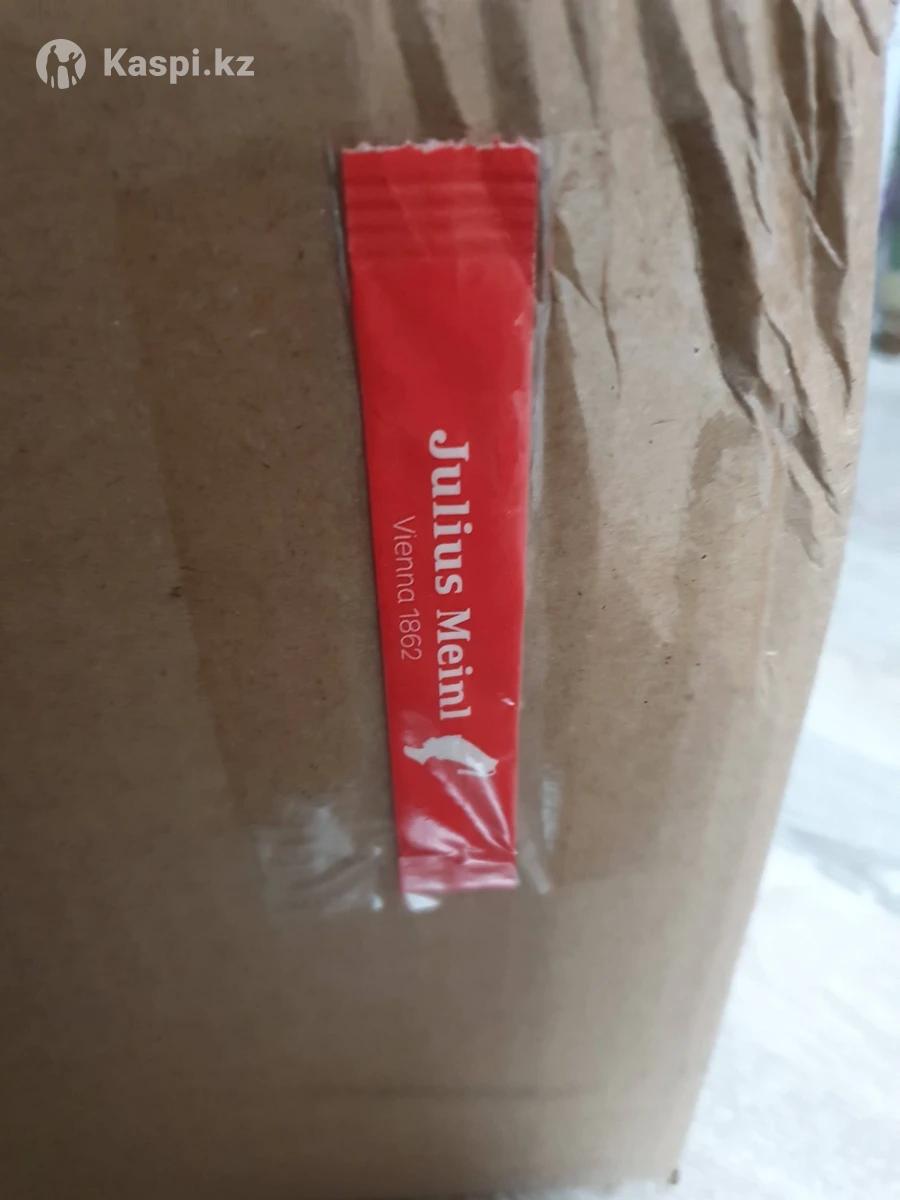 Kaspi.kz
Julius Meinl
Vienna 1862